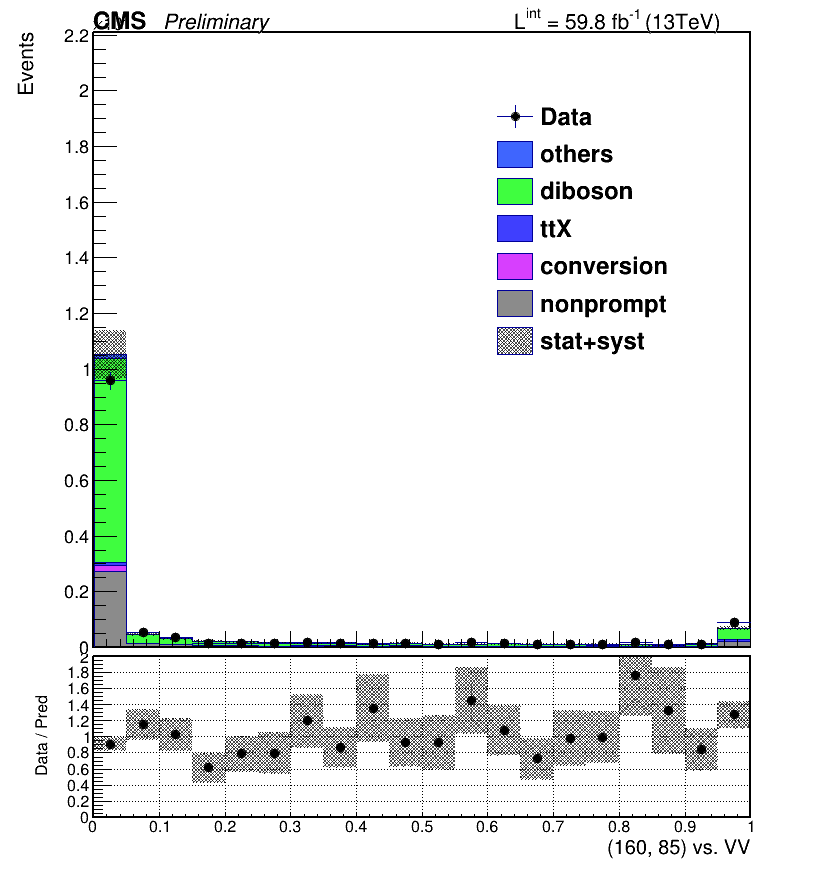 CMS Preliminary L^int = 59.8 fb^-1 (13TeV)
Events
2.2
2
1.8
1.6
1.4
1.2
1
0.8
0.6
0.4
0.2
0
Data
others
diboson
ttX
conversion
nonprompt
stat+syst
Data / Pred
2
1.8
1.6
1.4
1.2
1
0.8
0.6
0.4
0.2
0
0 0.1 0.2 0.3 0.4 0.5 0.6 0.7 0.8 0.9 1
(160, 85) vs. VV